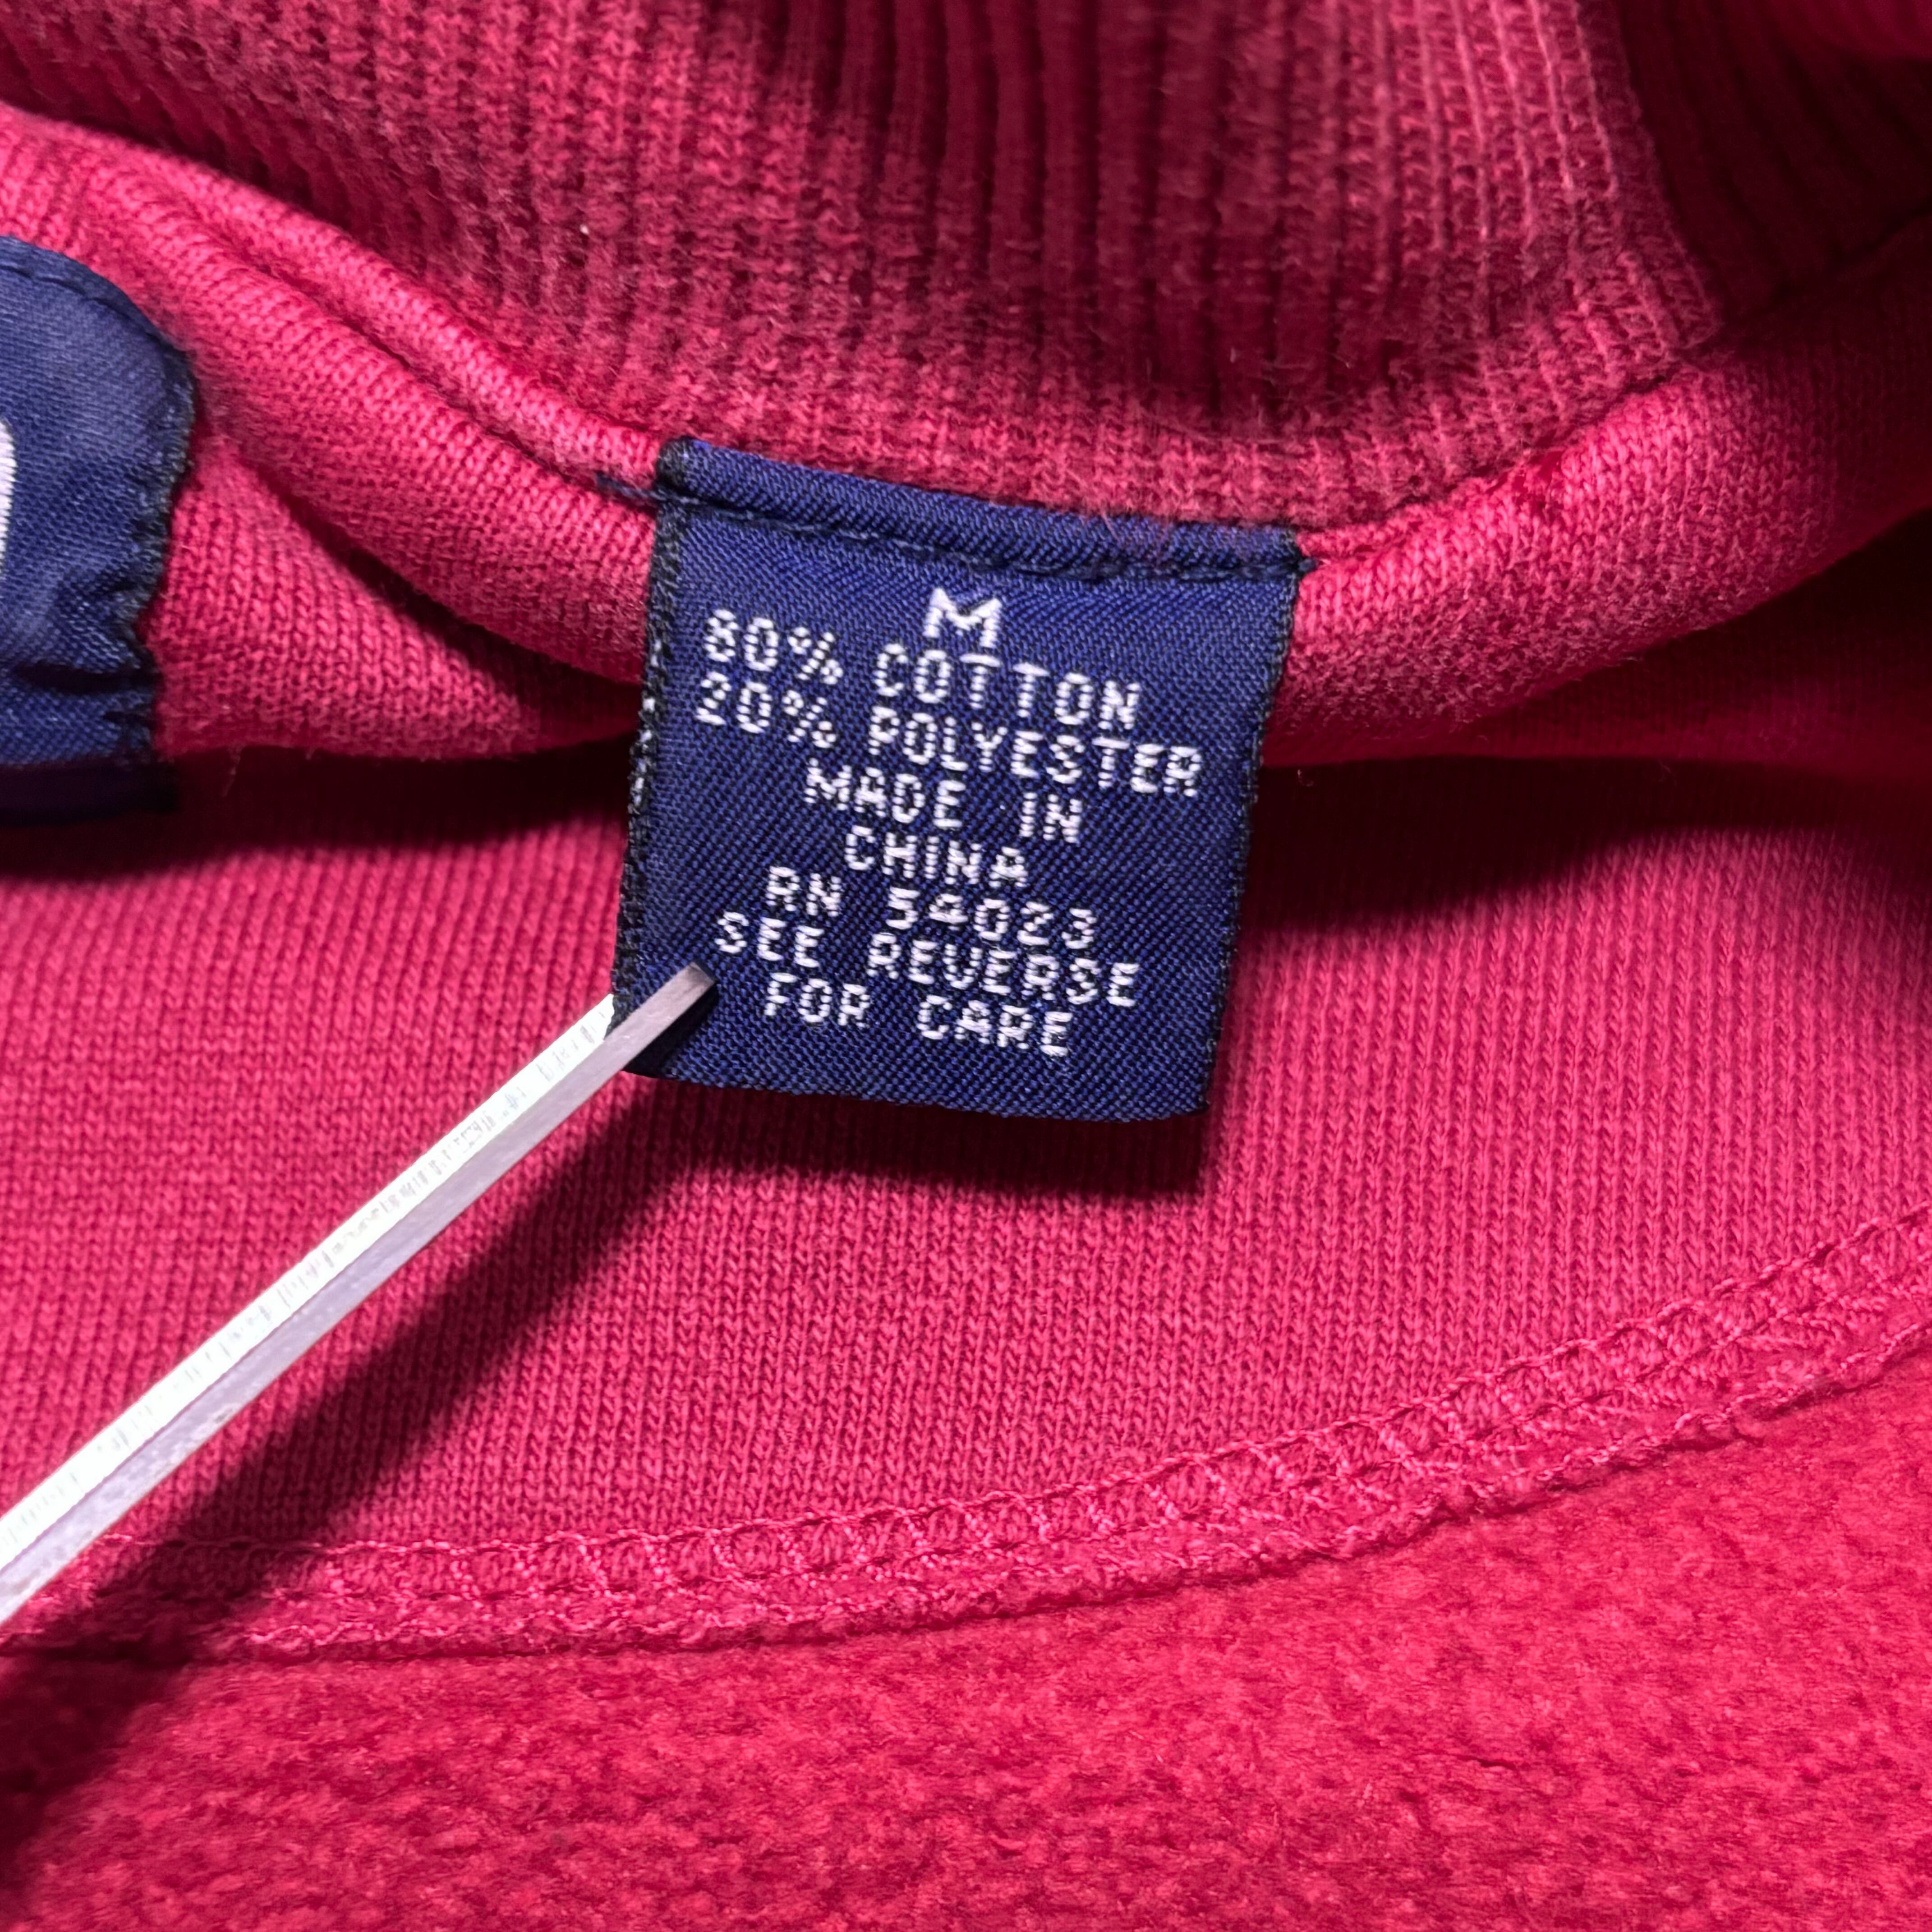 M
80% COTTON
20% POLYESTER
MADE IN
CHINA
RN 54023
SEE REVERSE
FOR CARE